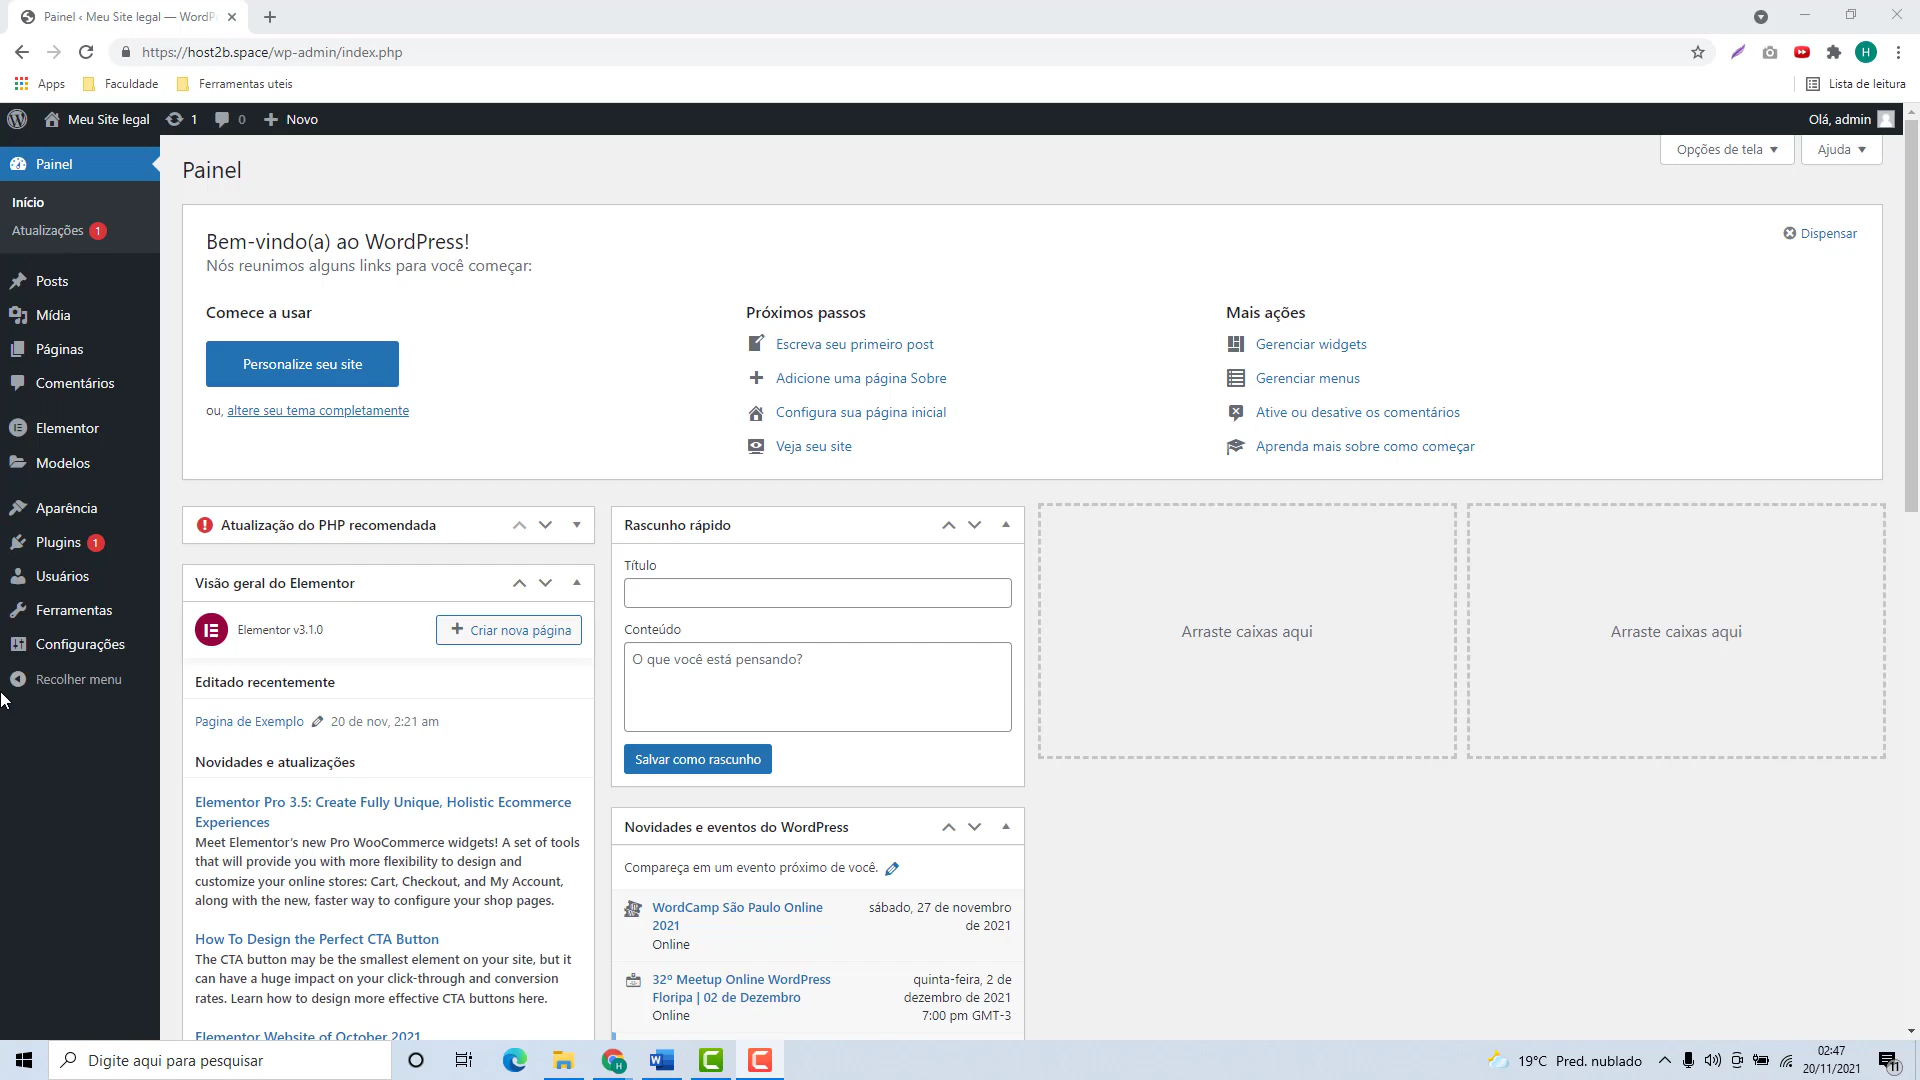 Painel ‹ Meu Site legal — WordP
https://host2b.space/wp-admin/index.php
Apps
Faculdade
Ferramentas uteis
Lista de leitura
Meu Site legal
1
0
Novo
Olá, admin
Painel
Início
Atualizações 1
Posts
Mídia
Páginas
Comentários
Elementor
Modelos
Aparência
Plugins 1
Usuários
Ferramentas
Configurações
Recolher menu
Painel
Opções de tela
Ajuda
Bem-vindo(a) ao WordPress!
Nós reunimos alguns links para você começar:
Dispensar
Comece a usar
Personalize seu site
ou, altere seu tema completamente
Próximos passos
Escreva seu primeiro post
Adicione uma página Sobre
Configura sua página inicial
Veja seu site
Mais ações
Gerenciar widgets
Gerenciar menus
Ative ou desative os comentários
Aprenda mais sobre como começar
Atualização do PHP recomendada
Visão geral do Elementor
Elementor v3.1.0
Criar nova página
Editado recentemente
Pagina de Exemplo
20 de nov, 2:21 am
Novidades e atualizações
Elementor Pro 3.5: Create Fully Unique, Holistic Ecommerce
Experiences
Meet Elementor's new Pro WooCommerce widgets! A set of tools
that will provide you with more flexibility to design and
customize your online stores: Cart, Checkout, and My Account,
along with the new, faster way to configure your shop pages.
How To Design the Perfect CTA Button
The CTA button may be the smallest element on your site, but it
can have a huge impact on your click-through and conversion
rates. Learn how to design more effective CTA buttons here.
Elementor Website of October 2021
Rascunho rápido
Título
Conteúdo
O que você está pensando?
Salvar como rascunho
Novidades e eventos do WordPress
Compareça em um evento próximo de você.
WordCamp São Paulo Online
2021
Online
sábado, 27 de novembro
de 2021
32º Meetup Online WordPress
Floripa | 02 de Dezembro
Online
quinta-feira, 2 de
dezembro de 2021
7:00 pm GMT-3
Arraste caixas aqui
Arraste caixas aqui
H
Digite aqui para pesquisar
19°C Pred. nublado
02:47
20/11/2021
11